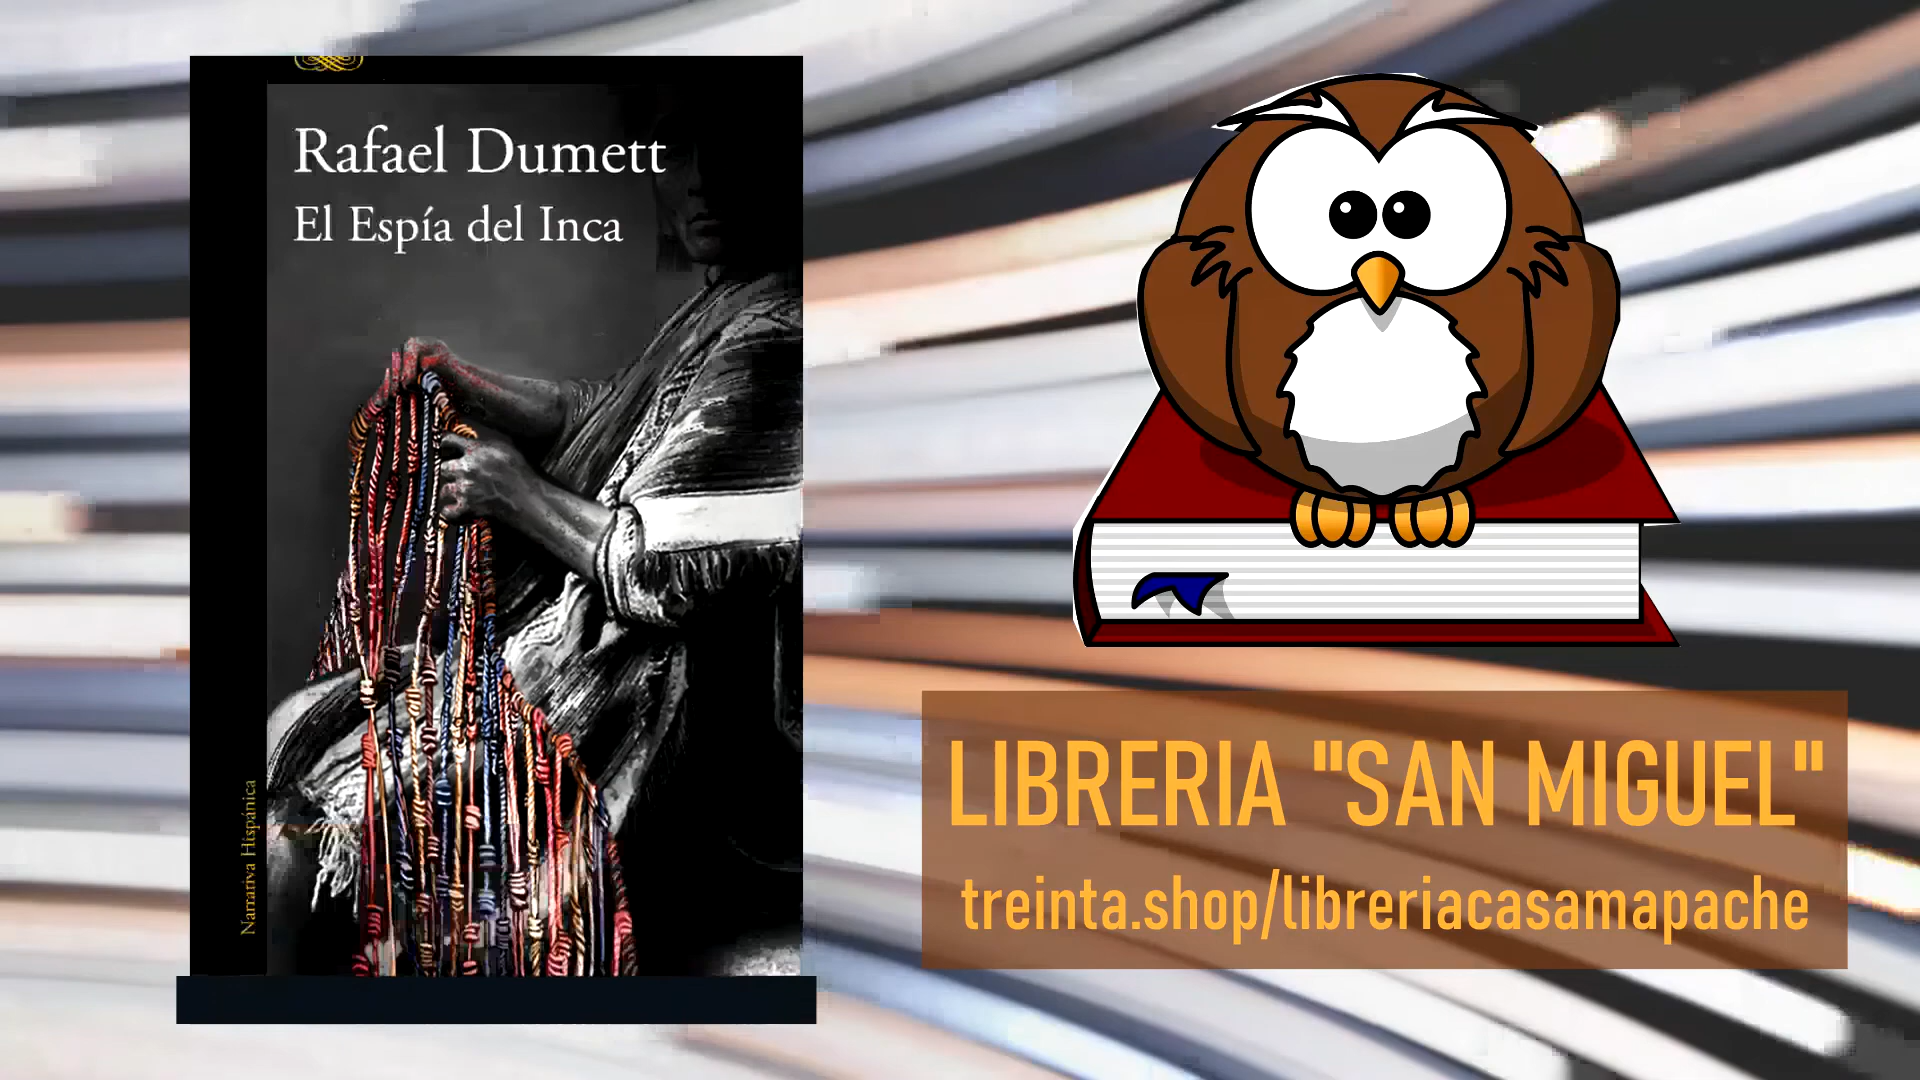 Rafael Dumett
El Espía del Inca
Narrativa Hispánica
LIBRERIA "SAN MIGUEL"
treinta.shop/libreriacasamapache